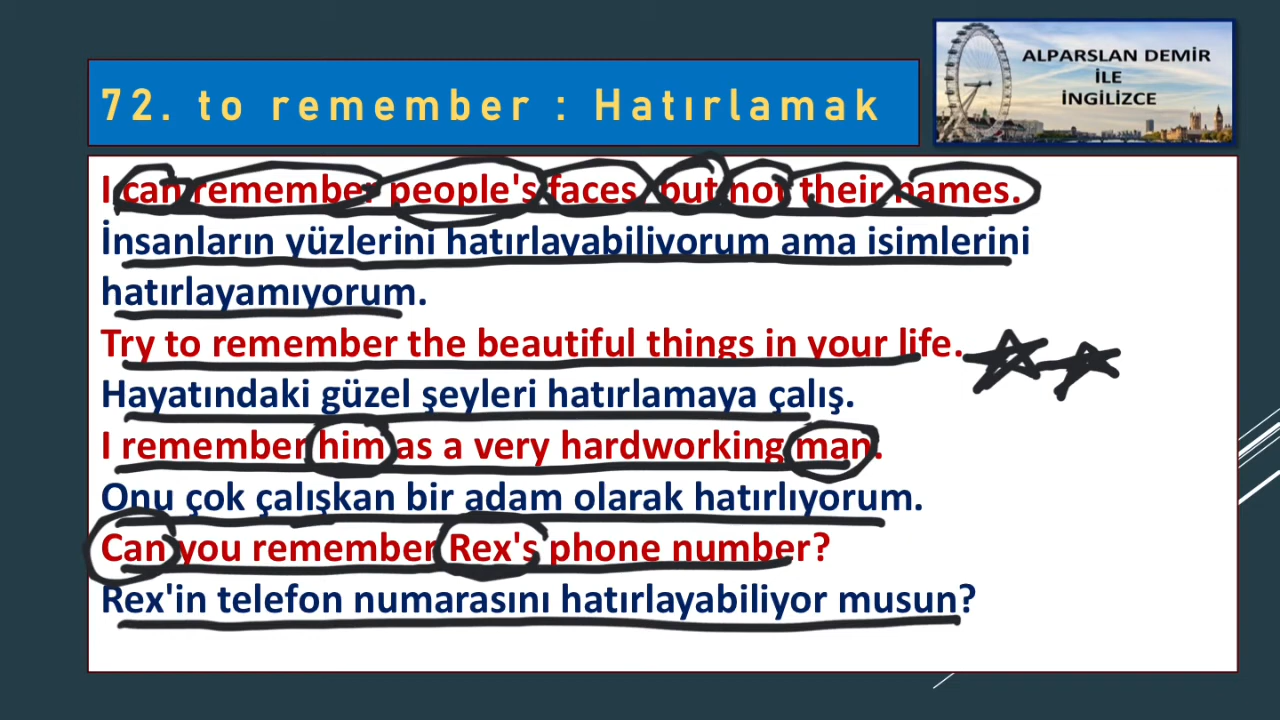 72. to remember : Hatırlamak
ALPARSLAN DEMİR
İLE
İNGİLİZCE
I can remember people's faces but not their names.
İnsanların yüzlerini hatırlayabiliyorum ama isimlerini
hatırlayamıyorum.
Try to remember the beautiful things in your life.
Hayatındaki güzel şeyleri hatırlamaya çalış.
I remember him as a very hardworking man.
Onu çok çalışkan bir adam olarak hatırlıyorum.
Can you remember Rex's phone number?
Rex'in telefon numarasını hatırlayabiliyor musun?